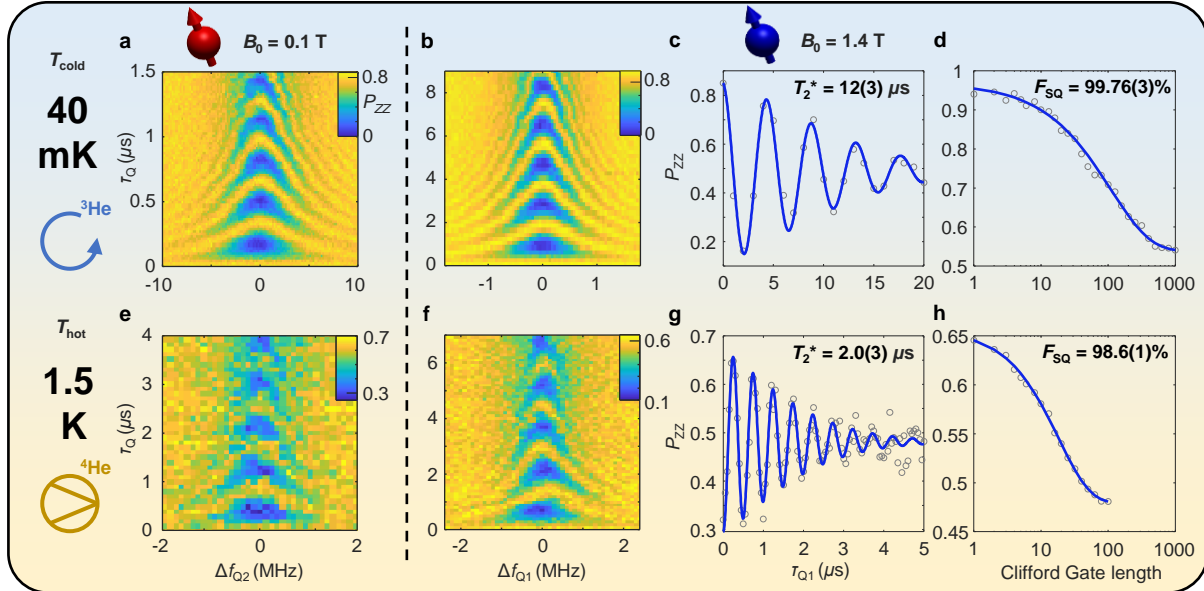 a
B₀ = 0.1 T
b
c
B₀ = 1.4 T
d
T_cold
40
mK
³He
τ_Q (µs)
1.5
1
0.5
0
-10
0
10
0.8
P_ZZ
0
8
6
4
2
0
-1
0
1
0.8
0
P_ZZ
0.8
0.6
0.4
0.2
0
5
10
15
20
T₂* = 12(3) µs
1
0.9
0.8
0.7
0.6
0.5
1
10
100
1000
F_SQ = 99.76(3)%
e
f
g
h
T_hot
1.5
K
⁴He
τ_Q (µs)
4
3
2
1
0
-2
0
2
Δf_Q2 (MHz)
0.7
0.3
6
4
2
0
-2
0
2
Δf_Q1 (MHz)
0.6
0.1
P_ZZ
0.7
0.6
0.5
0.4
0.3
0
1
2
3
4
5
τ_Q1 (µs)
T₂* = 2.0(3) µs
0.65
0.55
0.45
1
10
100
1000
Clifford Gate length
F_SQ = 98.6(1)%